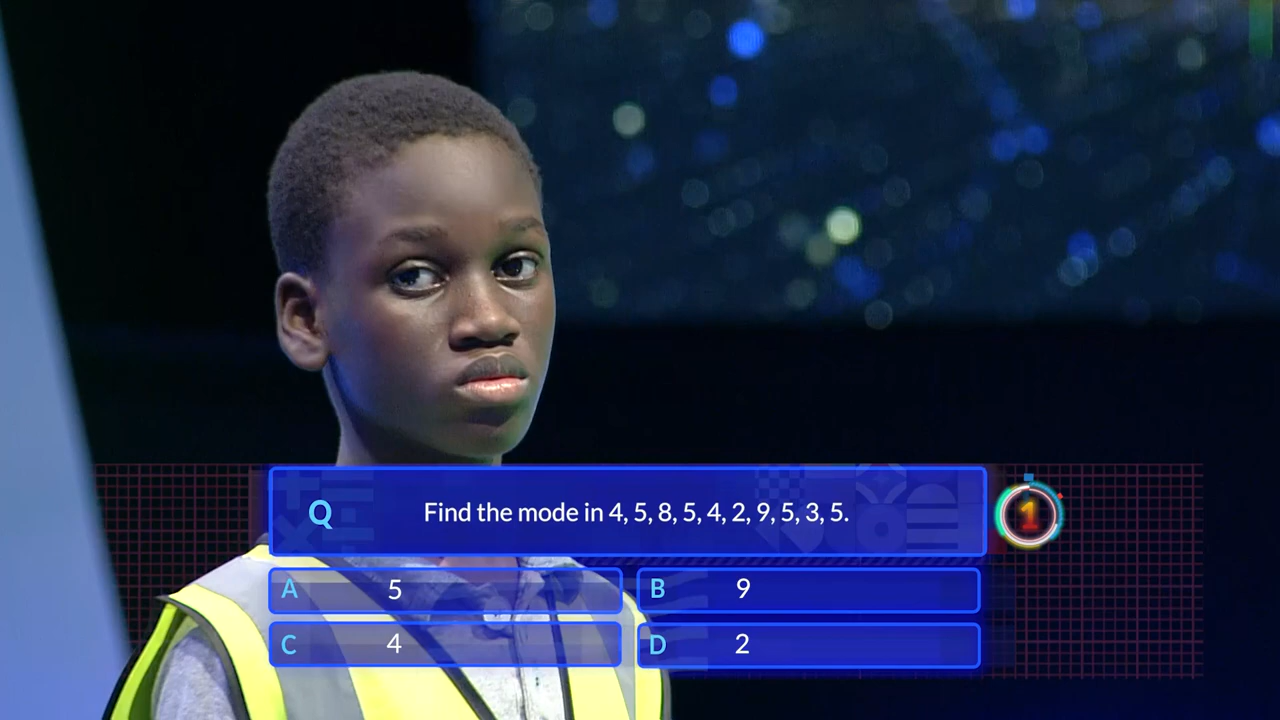 Q Find the mode in 4, 5, 8, 5, 4, 2, 9, 5, 3, 5.
1
A 5
B 9
C 4
D 2